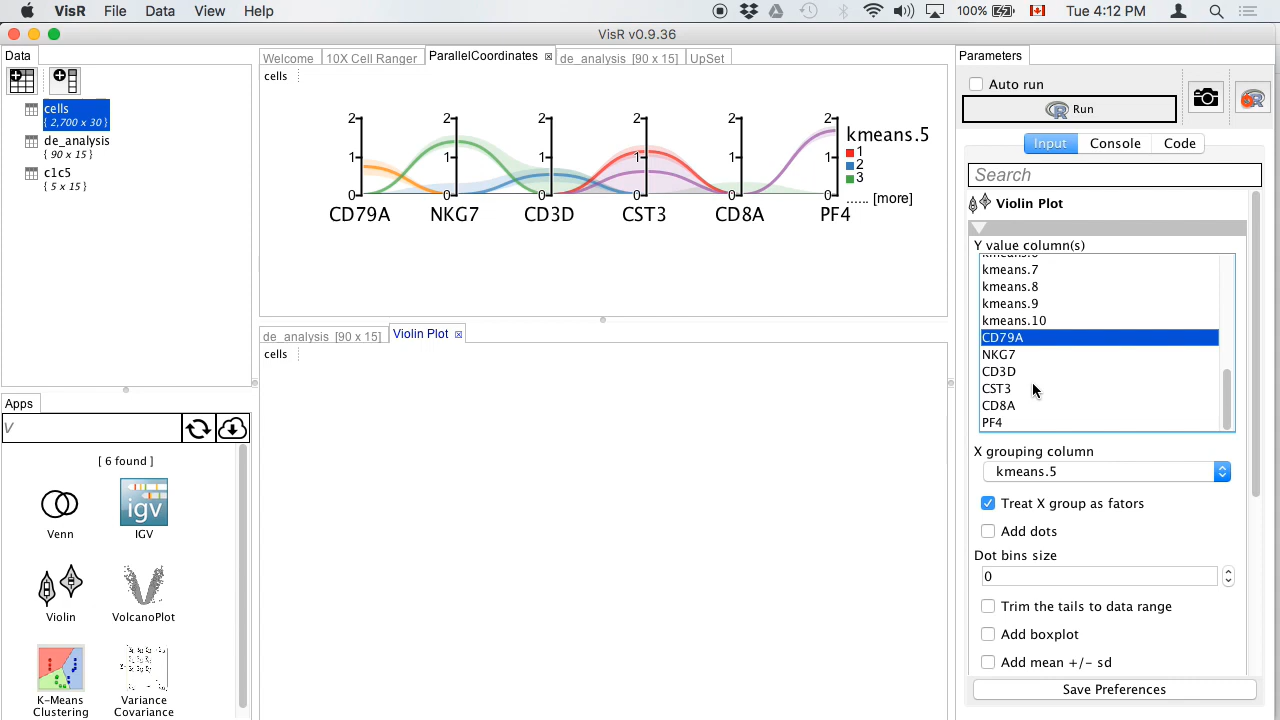 VisR File Data View Help 100% Tue 4:12 PM
VisR v0.9.36
Data
cells
{ 2,700 x 30 }
de_analysis
{ 90 x 15 }
c1c5
{ 5 x 15 }
Apps
V
[ 6 found ]
Venn
igv
IGV
Violin
VolcanoPlot
K-Means
Clustering
Variance
Covariance
Welcome 10X Cell Ranger ParallelCoordinates de_analysis [90 x 15] UpSet
cells
2 2 2 2 2 2
1 1 1 1 1 1
0 0 0 0 0 0
CD79A NKG7 CD3D CST3 CD8A PF4
kmeans.5
1
2
3
...... [more]
de_analysis [90 x 15] Violin Plot
cells
Parameters
Auto run
Run
Input Console Code
Search
Violin Plot
Y value column(s)
kmeans.6
kmeans.7
kmeans.8
kmeans.9
kmeans.10
CD79A
NKG7
CD3D
CST3
CD8A
PF4
X grouping column
kmeans.5
Treat X group as fators
Add dots
Dot bins size
0
Trim the tails to data range
Add boxplot
Add mean +/- sd
Save Preferences